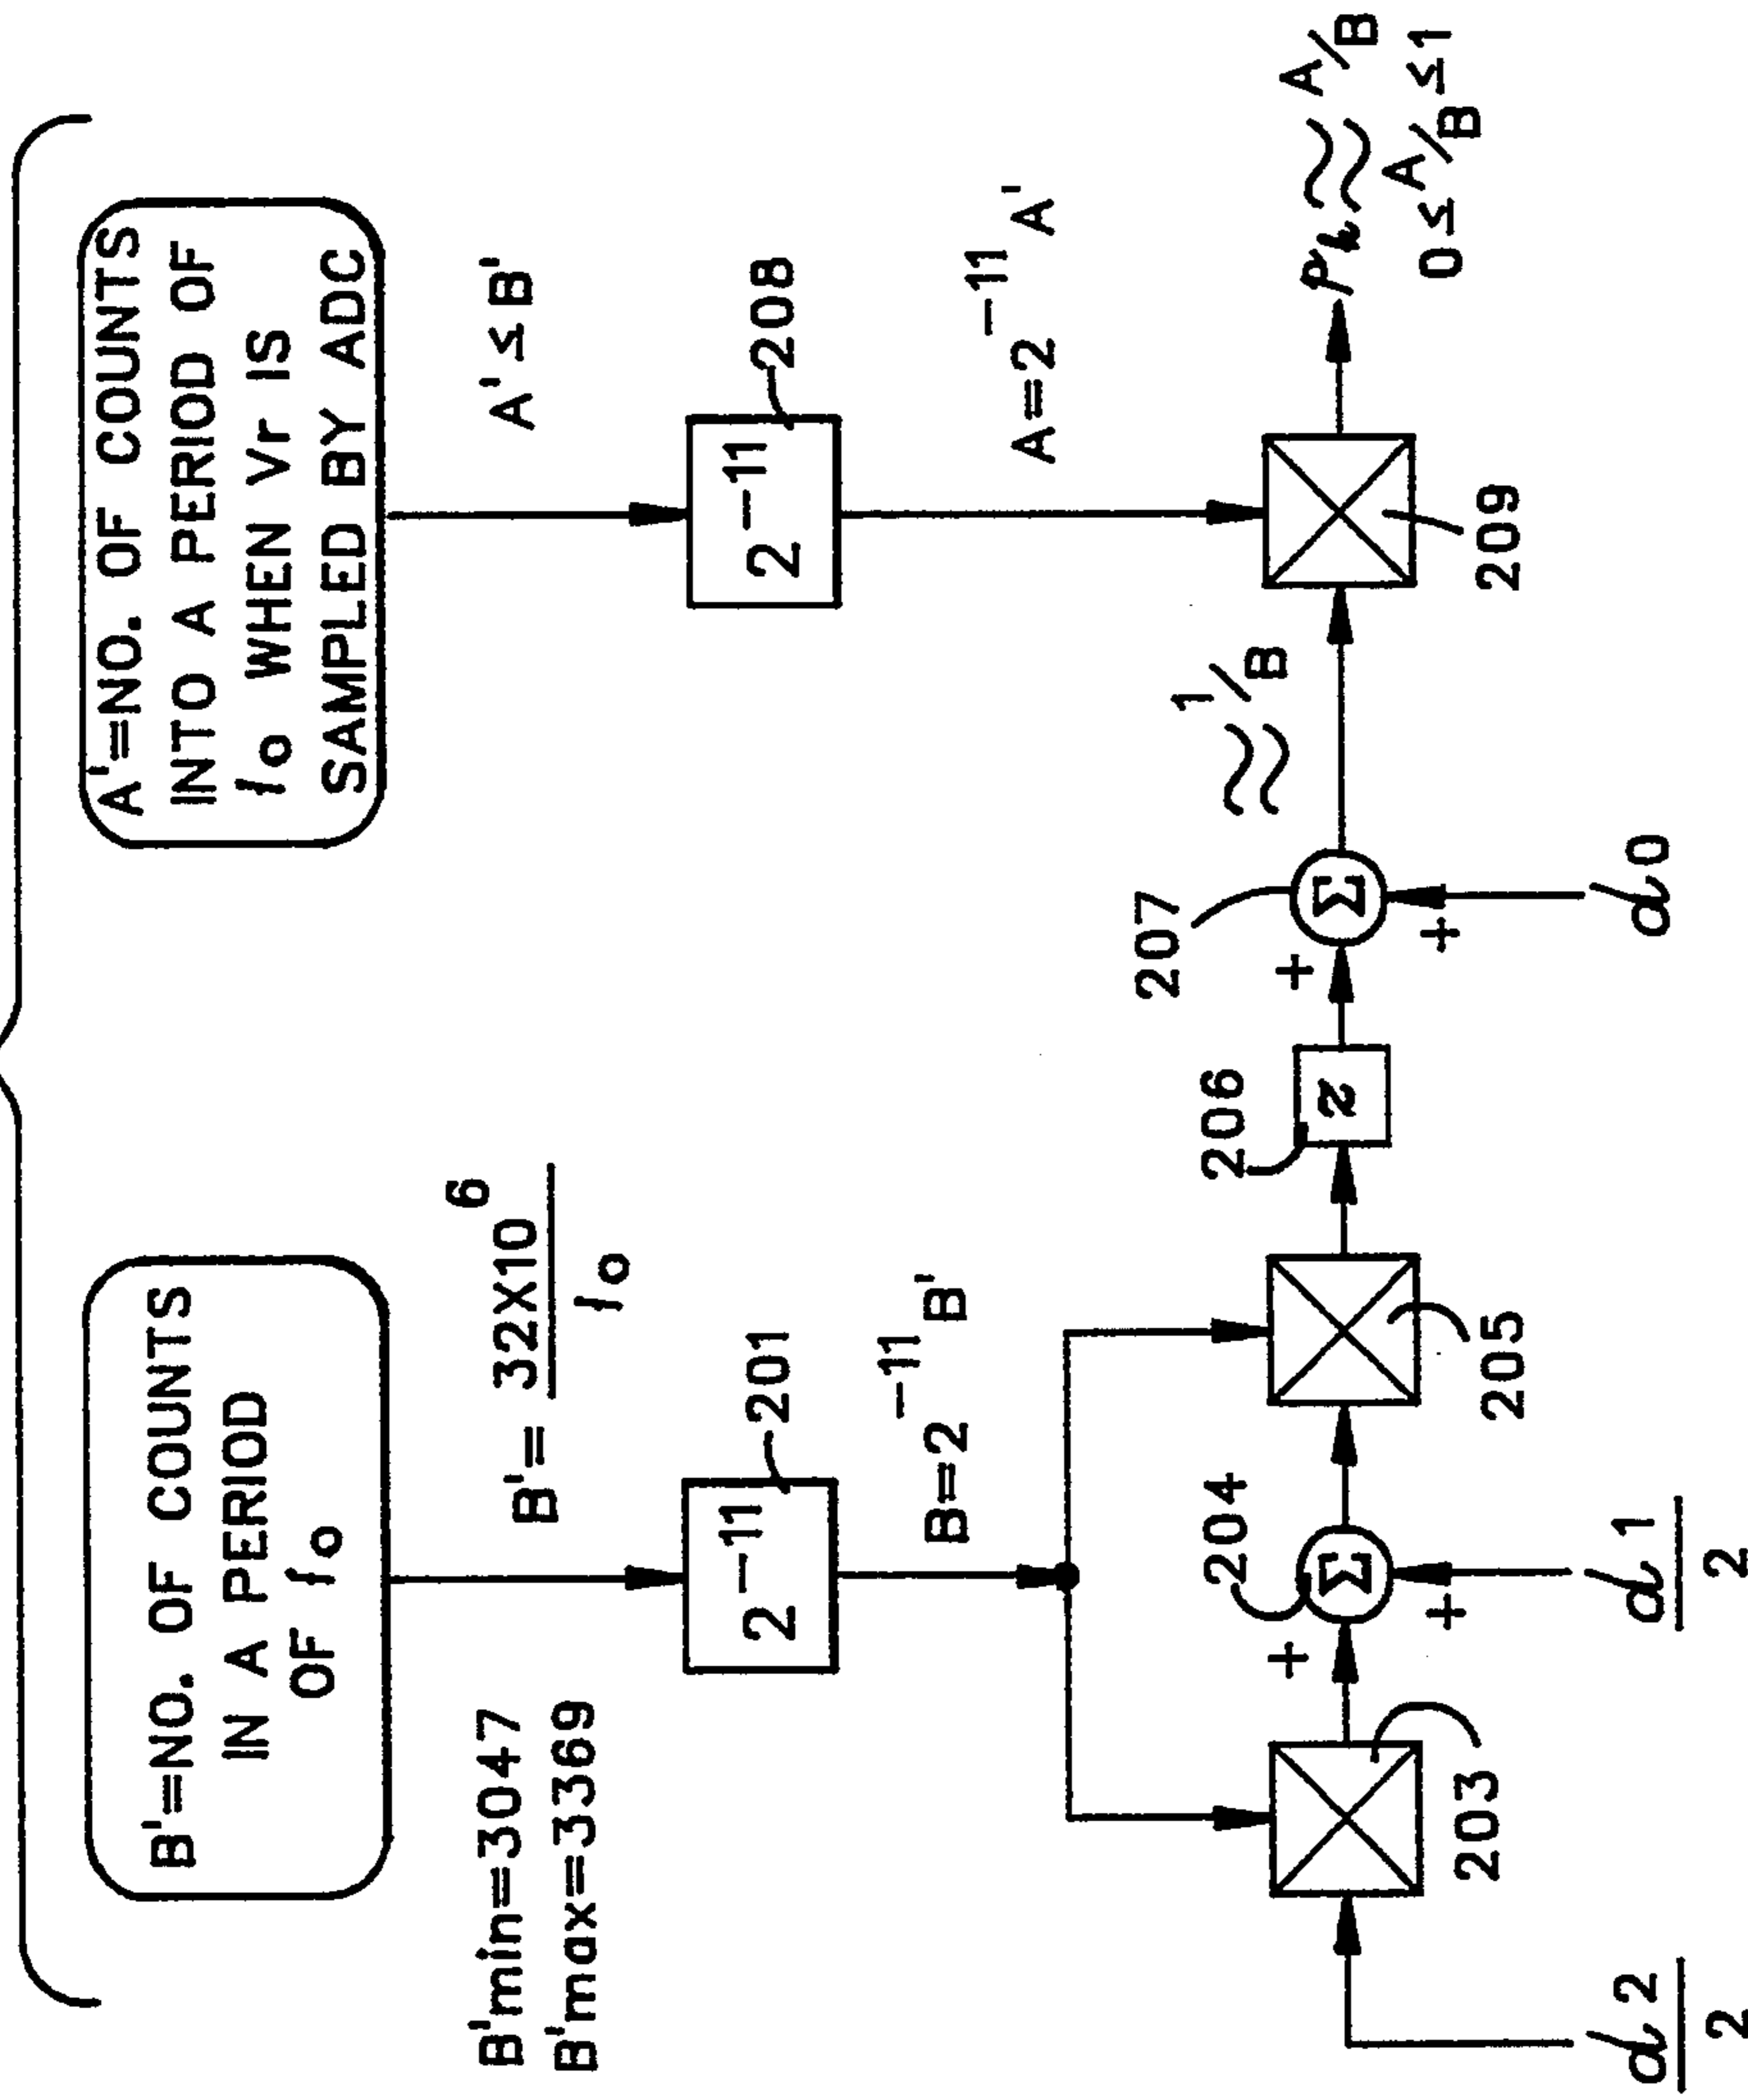 B'=NO. OF COUNTS
IN A PERIOD
OF fo
A'=NO. OF COUNTS
INTO A PERIOD OF
fo WHEN Vr IS
SAMPLED BY ADC
B'min=3047
B'max=3369
B'= 32X10^6
fo
A'≤B'
2^-11
201
2^-11
208
B=2^-11 B'
A=2^-11 A'
203
204
205
206
2
207
209
Σ
Σ
+
+
+
+
≈ 1/B
≈ A/B
0≤A/B≤1
d2
2
d1
2
d0